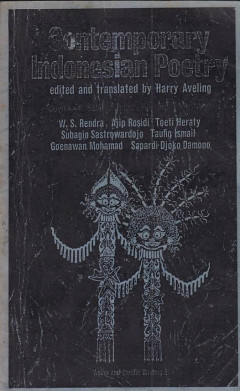 Contemporary
Indonesian Poetry
edited and translated by Harry Aveling
W. S. Rendra Ajip Rosidi Toeti Heraty
Subagio Sastrowardojo Taufiq Ismail
Goenawan Mohamad Sapardi Djoko Damono